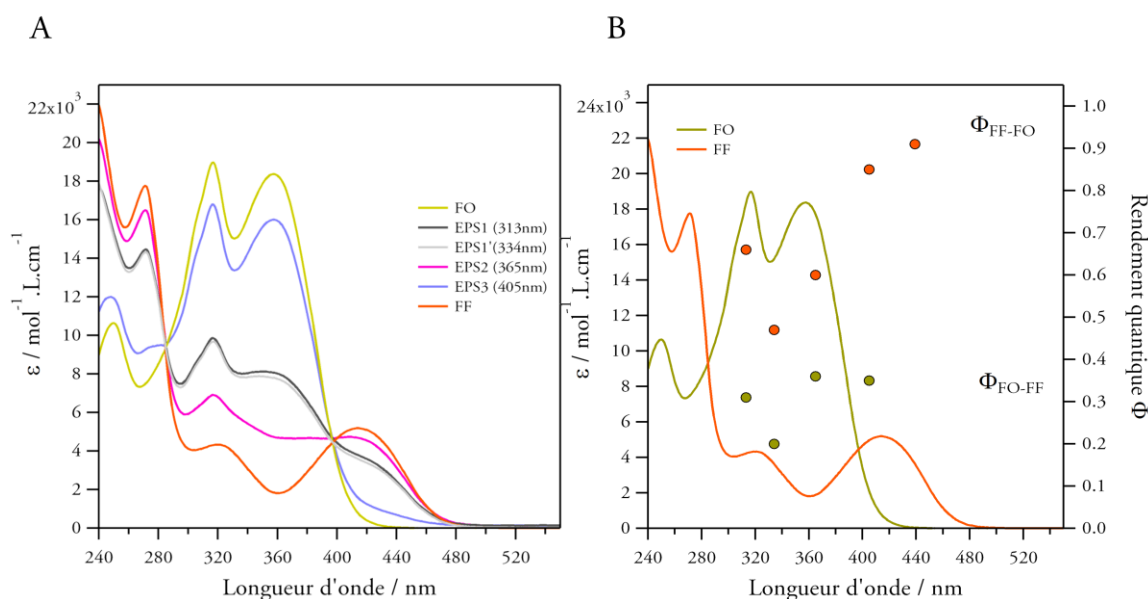 A
B
22x10³
20
18
16
14
12
10
8
6
4
2
0
ε / mol⁻¹.L.cm⁻¹
FO
EPS1 (313nm)
EPS1'(334nm)
EPS2 (365nm)
EPS3 (405nm)
FF
240 280 320 360 400 440 480 520
Longueur d'onde / nm
24x10³
22
20
18
16
14
12
10
8
6
4
2
0
ε / mol⁻¹.L.cm⁻¹
FO
FF
Φ_FF-FO
Φ_FO-FF
1.0
0.9
0.8
0.7
0.6
0.5
0.4
0.3
0.2
0.1
0.0
Rendement quantique Φ
240 280 320 360 400 440 480 520
Longueur d'onde / nm